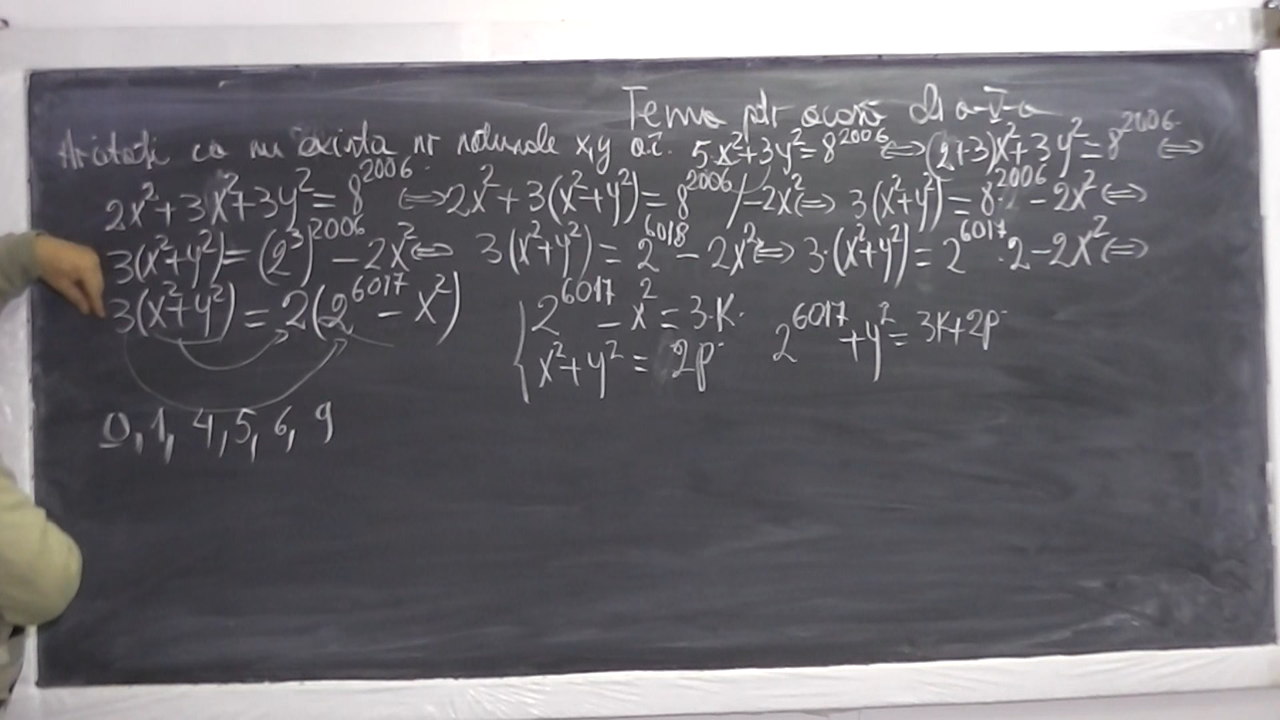 Temă ptr acasă cls a-V-a
Arătați că nu există nr naturale x,y a.î. 5x²+3y²=8²⁰⁰⁶ ⇔ (2+3)x²+3y²=8²⁰⁰⁶ ⇔
2x²+3x²+3y²=8²⁰⁰⁶ ⇔ 2x²+3(x²+y²)=8²⁰⁰⁶ /-2x² ⇔ 3(x²+y²)=8²⁰⁰⁶-2x² ⇔
3(x²+y²)=(2³)²⁰⁰⁶-2x² ⇔ 3(x²+y²)=2⁶⁰¹⁸-2x² ⇔ 3·(x²+y²)=2⁶⁰¹⁷·2-2x² ⇔
3(x²+y²)=2(2⁶⁰¹⁷-x²)
2⁶⁰¹⁷-x²=3·K
x²+y²=2p
2⁶⁰¹⁷+y²=3K+2p
0,1,4,5,6,9